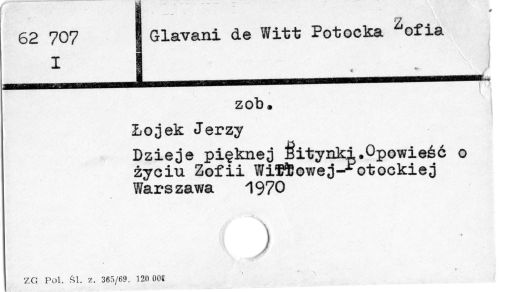 62 707
I
Glavani de Witt Potocka Zofia
zob.
Łojek Jerzy
Dzieje pięknej Bitynki.Opowieść o
życiu Zofii Wittowej-Potockiej
Warszawa 1970
ZG Pol. Śl. z. 365/69. 120 000